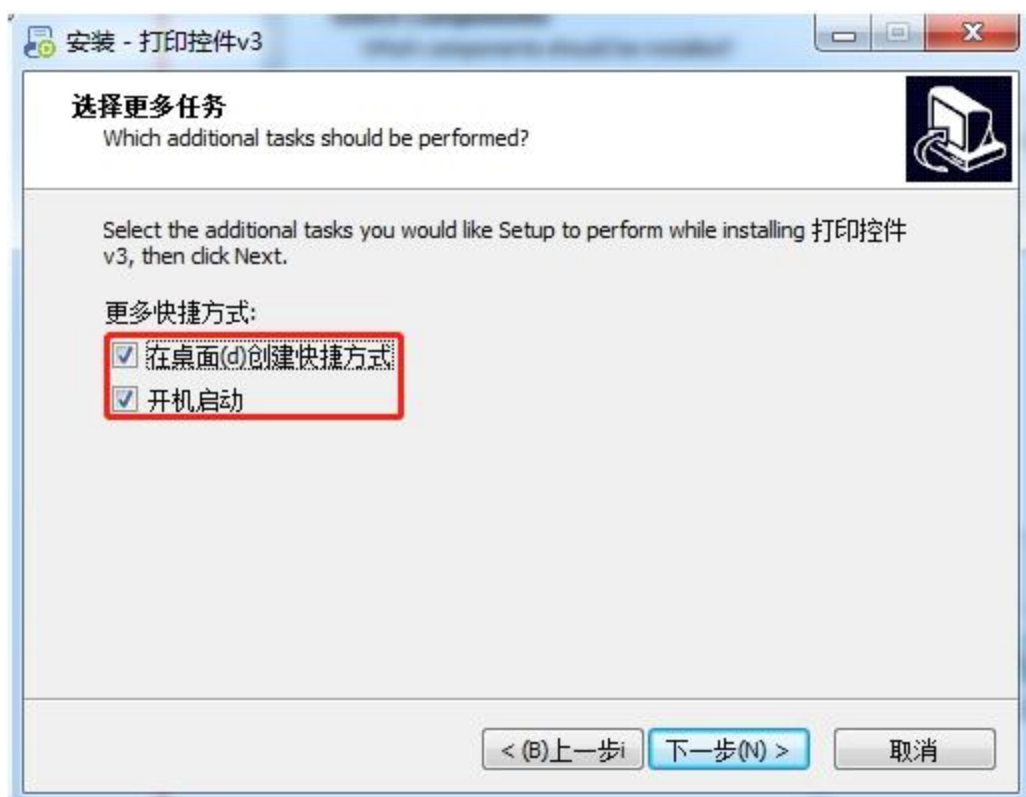 安装 - 打印控件v3
选择更多任务
Which additional tasks should be performed?
Select the additional tasks you would like Setup to perform while installing 打印控件
v3, then click Next.
更多快捷方式:
在桌面(d)创建快捷方式
开机启动
< (B)上一步i
下一步(N) >
取消